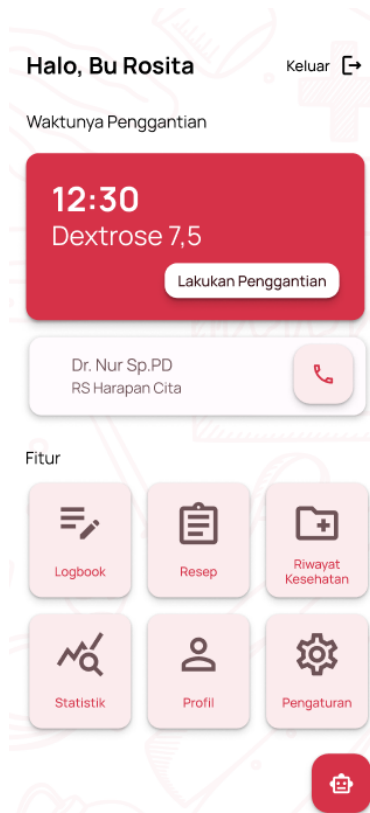 Halo, Bu Rosita
Keluar
Waktunya Penggantian
12:30
Dextrose 7,5
Lakukan Penggantian
Dr. Nur Sp.PD
RS Harapan Cita
Fitur
Logbook
Resep
Riwayat
Kesehatan
Statistik
Profil
Pengaturan